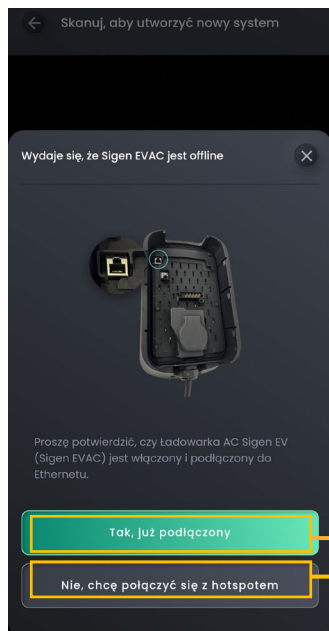 Skanuj, aby utworzyć nowy system
Wydaje się, że Sigen EVAC jest offline
Proszę potwierdzić, czy Ładowarka AC Sigen EV
(Sigen EVAC) jest włączony i podłączony do
Ethernetu.
Tak, już podłączony
Nie, chcę połączyć się z hotspotem